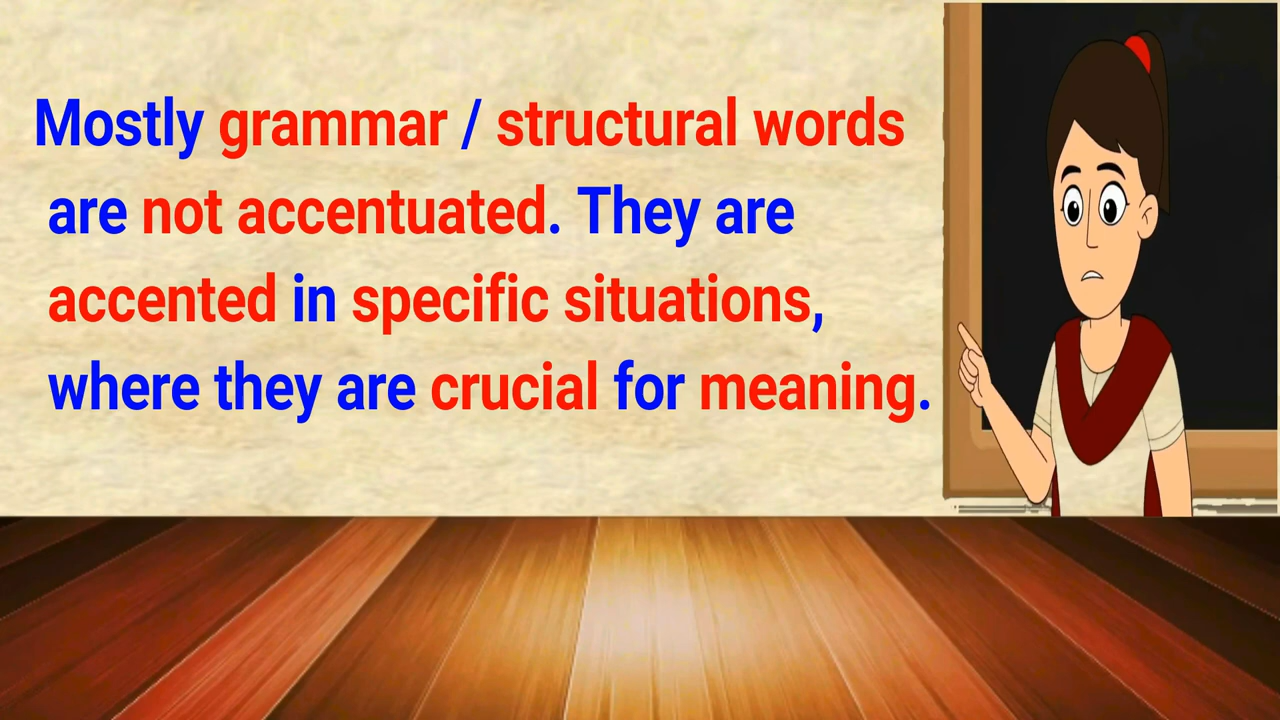 Mostly grammar / structural words
are not accentuated. They are
accented in specific situations,
where they are crucial for meaning.